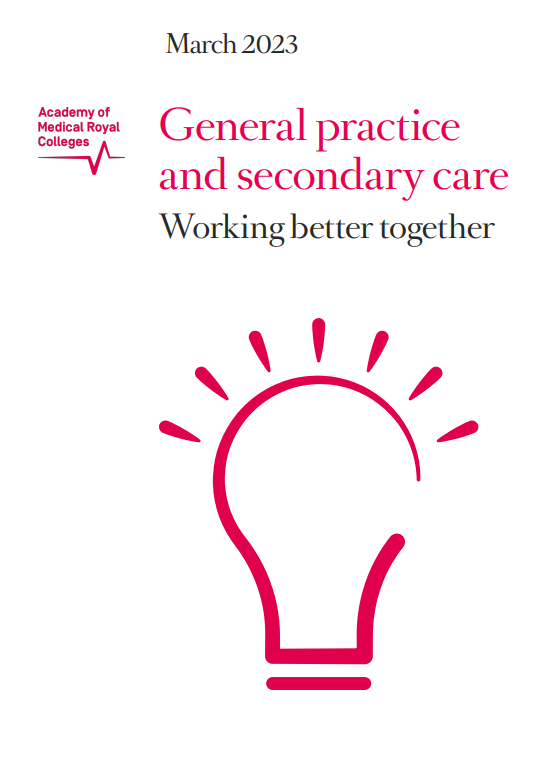 March 2023
Academy of
Medical Royal
Colleges
General practice
and secondary care
Working better together